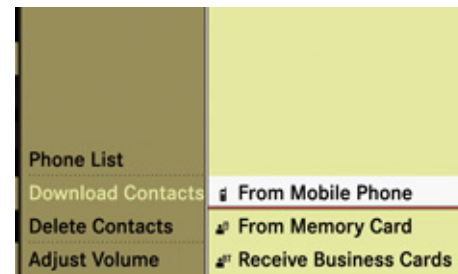 Phone List
Download Contacts
From Mobile Phone
Delete Contacts
From Memory Card
Adjust Volume
Receive Business Cards